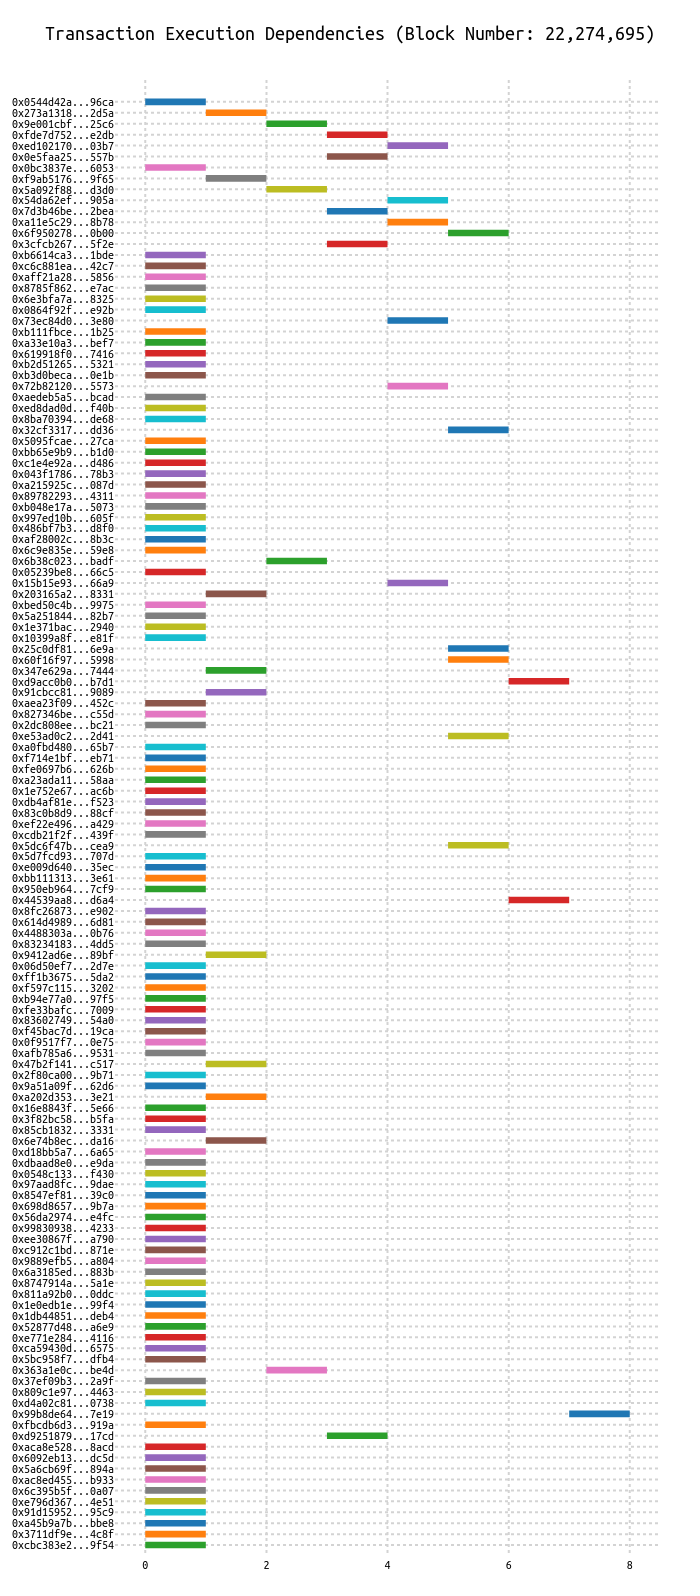 Transaction Execution Dependencies (Block Number: 22,274,695)
0x0544d42a...96ca
0x273a1318...2d5a
0x9e001cbf...25c6
0xfde7d752...e2db
0xed102170...03b7
0x0e5faa25...557b
0x0bc3837e...6053
0xf9ab5176...9f65
0x5a092f88...d3d0
0x54da62ef...905a
0x7d3b46be...2bea
0xa11e5c29...8b78
0x6f950278...0b00
0x3cfcb267...5f2e
0xb6614ca3...1bde
0xc6c881ea...42c7
0xaff21a28...5856
0x8785f862...e7ac
0x6e3bfa7a...8325
0x0864f92f...e92b
0x73ec84d0...3e80
0xb111fbce...1b25
0xa33e10a3...bef7
0x619918f0...7416
0xb2d51265...5321
0xb3d0beca...0e1b
0x72b82120...5573
0xaedeb5a5...bcad
0xed8dad0d...f40b
0x8ba70394...de68
0x32cf3317...dd36
0x5095fcae...27ca
0xbb65e9b9...b1d0
0xc1e4e92a...d486
0x043f1786...78b3
0xa215925c...087d
0x89782293...4311
0xb048e17a...5073
0x997ed10b...605f
0x486bf7b3...d8f0
0xaf28002c...8b3c
0x6c9e835e...59e8
0x6b38c023...badf
0x05239be8...66c5
0x15b15e93...66a9
0x203165a2...8331
0xbed50c4b...9975
0x5a251844...82b7
0x1e371bac...2940
0x10399a8f...e81f
0x25c0df81...6e9a
0x60f16f97...5998
0x347e629a...7444
0xd9acc0b0...b7d1
0x91cbcc81...9089
0xaea23f09...452c
0x827346be...c55d
0x2dc808ee...bc21
0xe53ad0c2...2d41
0xa0fbd480...65b7
0xf714e1bf...eb71
0xfe0697b6...626b
0xa23ada11...58aa
0x1e752e67...ac6b
0xdb4af81e...f523
0x83c0b8d9...88cf
0xef22e496...a429
0xcdb21f2f...439f
0x5dc6f47b...cea9
0x5d7fcd93...707d
0xe009d640...35ec
0xbb111313...3e61
0x950eb964...7cf9
0x44539aa8...d6a4
0x8fc26873...e902
0x614d4989...6d81
0x4488303a...0b76
0x83234183...4dd5
0x9412ad6e...89bf
0x06d50ef7...2d7e
0xff1b3675...5da2
0xf597c115...3202
0xb94e77a0...97f5
0xfe33bafc...7009
0x83602749...54a0
0xf45bac7d...19ca
0x0f9517f7...0e75
0xafb785a6...9531
0x47b2f141...c517
0x2f80ca00...9b71
0x9a51a09f...62d6
0xa202d353...3e21
0x16e8843f...5e66
0x3f82bc58...b5fa
0x85cb1832...3331
0x6e74b8ec...da16
0xd18bb5a7...6a65
0xdbaad8e0...e9da
0x0548c133...f430
0x97aad8fc...9dae
0x8547ef81...39c0
0x698d8657...9b7a
0x56da2974...e4fc
0x99830938...4233
0xee30867f...a790
0xc912c1bd...871e
0x9889efb5...a804
0x6a3185ed...883b
0x8747914a...5a1e
0x811a92b0...0ddc
0x1e0edb1e...99f4
0x1db44851...deb4
0x52877d48...a6e9
0xe771e284...4116
0xca59430d...6575
0x5bc958f7...dfb4
0x363a1e0c...be4d
0x37ef09b3...2a9f
0x809c1e97...4463
0xd4a02c81...0738
0x99b8de64...7e19
0xfbcdb6d3...919a
0xd9251879...17cd
0xaca8e528...8acd
0x6092eb13...dc5d
0x5a6cb69f...894a
0xac8ed455...b933
0x6c395b5f...0a07
0xe796d367...4e51
0x91d15952...95c9
0xa45b9a7b...bbe8
0x3711df9e...4c8f
0xcbc383e2...9f54
0 2 4 6 8